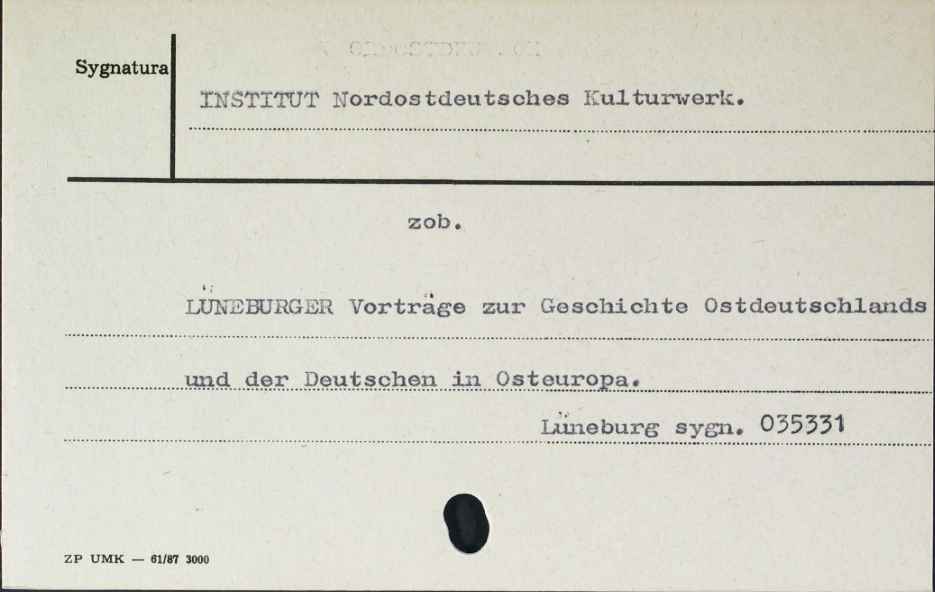 Sygnatura
INSTITUT Nordostdeutsches Kulturwerk.
zob.
LÜNEBURGER Vorträge zur Geschichte Ostdeutschlands
und der Deutschen in Osteuropa.
Lüneburg sygn. 035331
ZP UMK — 61/87 3000